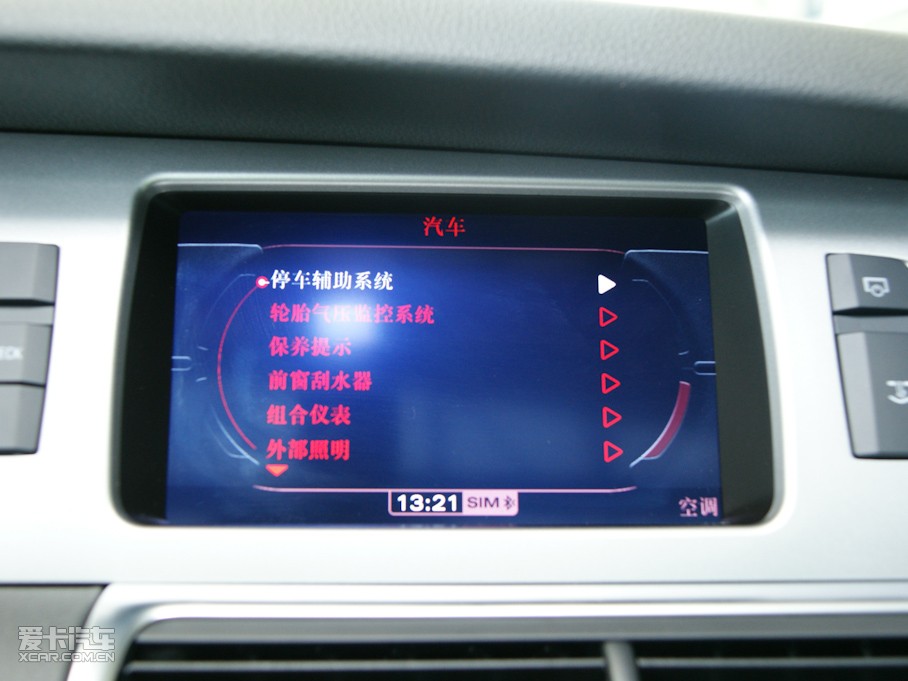 汽车
停车辅助系统
轮胎气压监控系统
保养提示
前窗刮水器
组合仪表
外部照明
13:21 SIM
空调
爱卡汽车
XCAR.COM.CN